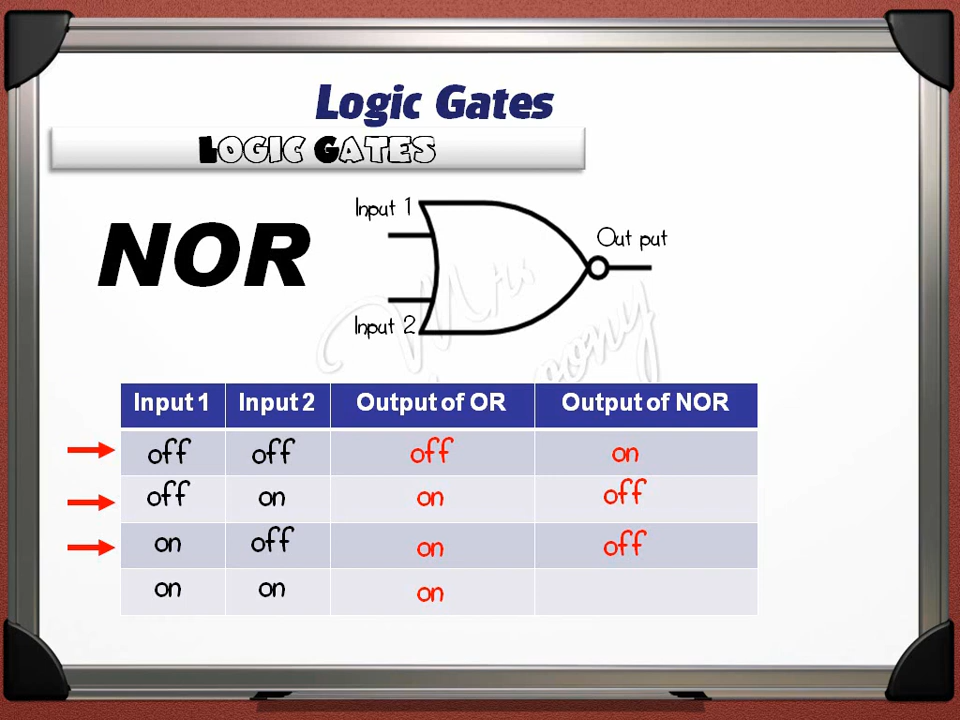 Logic Gates
Logic Gates
NOR
Input 1
Out put
Input 2
Mrs
Input 1 Input 2 Output of OR Output of NOR
off off off on
off on on off
on off on off
on on on